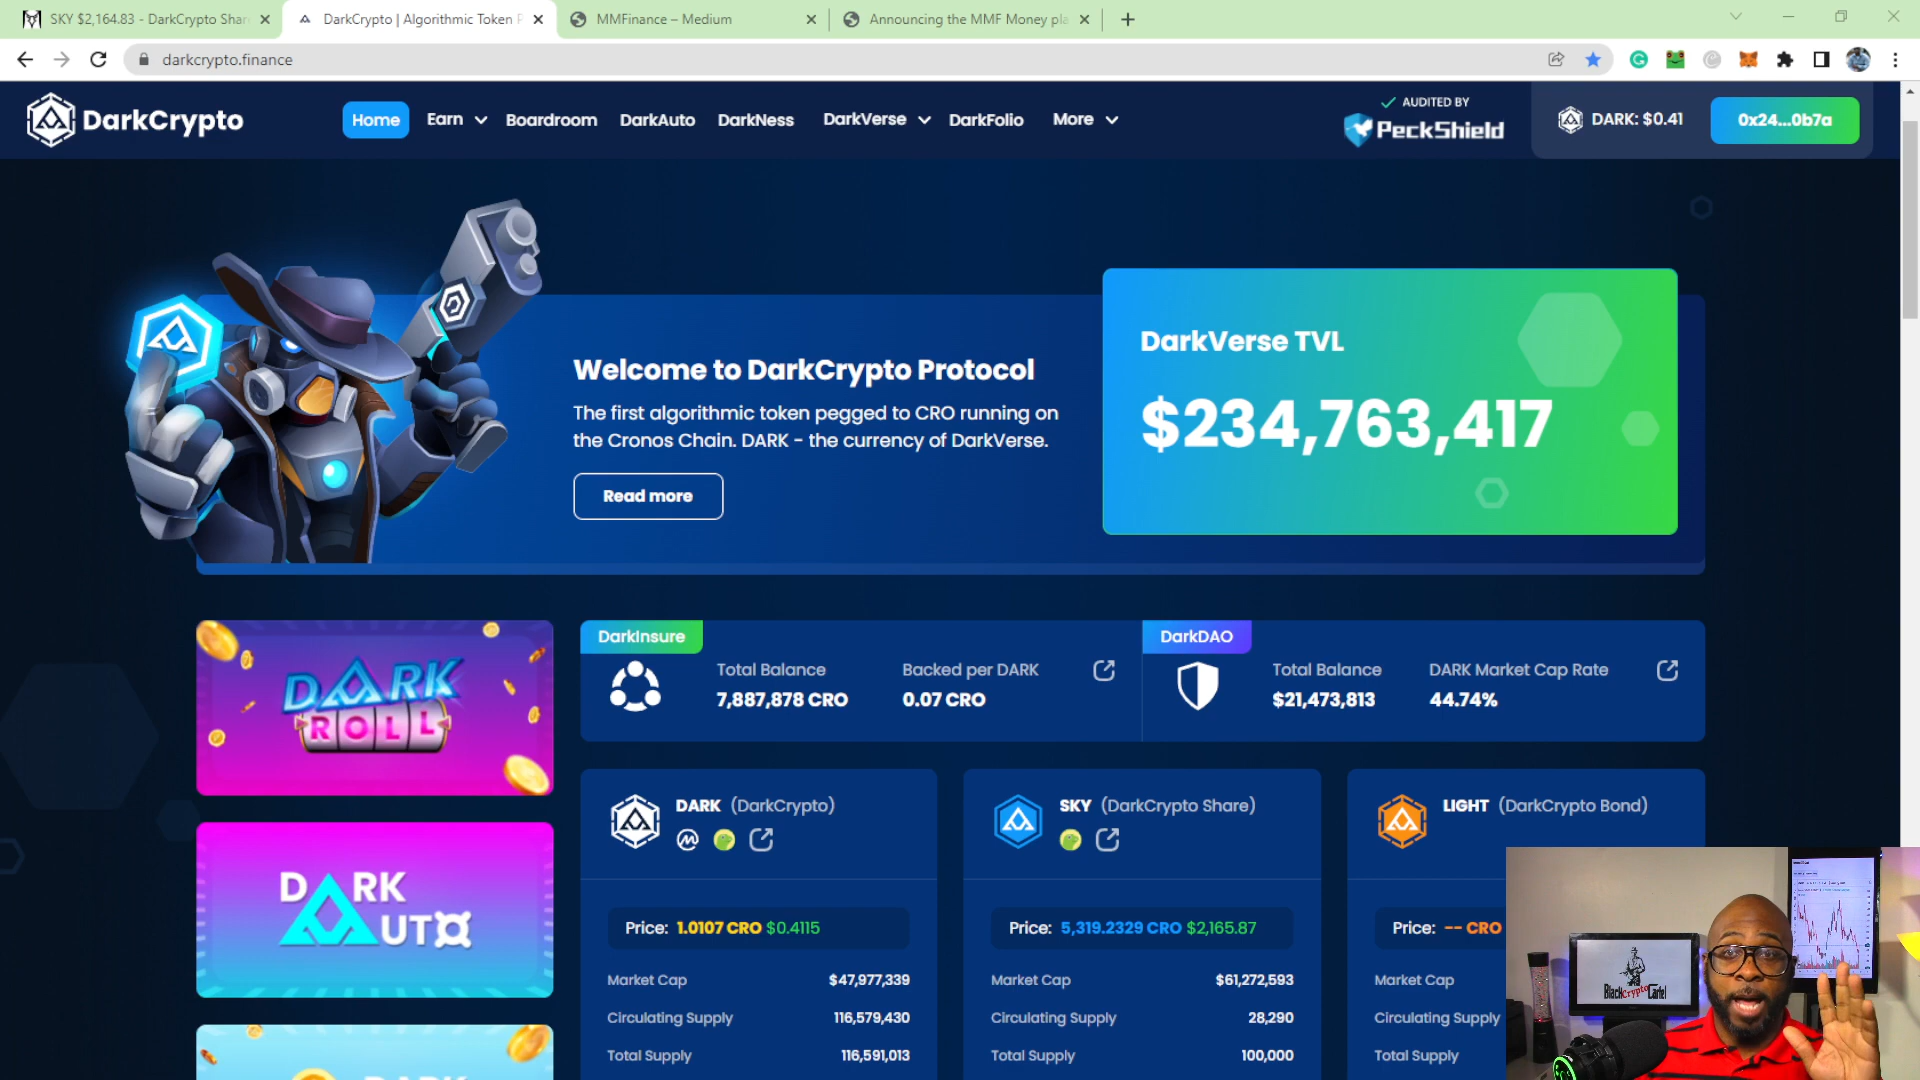 SKY $2,164.83 - DarkCrypto Shar
DarkCrypto | Algorithmic Token P
MMFinance – Medium
Announcing the MMF Money pla
darkcrypto.finance
DarkCrypto
Home
Earn
Boardroom
DarkAuto
DarkNess
DarkVerse
DarkFolio
More
AUDITED BY
PeckShield
DARK: $0.41
0x24...0b7a
Welcome to DarkCrypto Protocol
The first algorithmic token pegged to CRO running on
the Cronos Chain. DARK - the currency of DarkVerse.
Read more
DarkVerse TVL
$234,763,417
DARK
ROLL
DARK
AUTO
DarkInsure
Total Balance
7,887,878 CRO
Backed per DARK
0.07 CRO
DarkDAO
Total Balance
$21,473,813
DARK Market Cap Rate
44.74%
DARK (DarkCrypto)
Price: 1.0107 CRO $0.4115
Market Cap $47,977,339
Circulating Supply 116,579,430
Total Supply 116,591,013
SKY (DarkCrypto Share)
Price: 5,319.2329 CRO $2,165.87
Market Cap $61,272,593
Circulating Supply 28,290
Total Supply 100,000
LIGHT (DarkCrypto Bond)
Price: -- CRO
Market Cap
Circulating Supply
Total Supply
BlackCryptoCartel